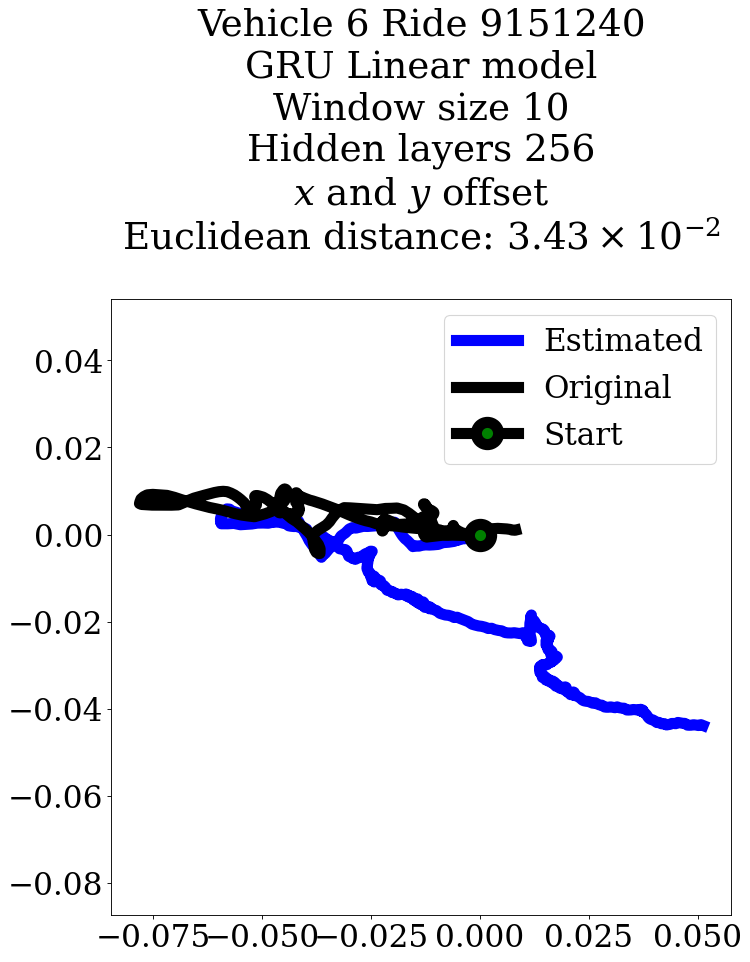 Vehicle 6 Ride 9151240
GRU Linear model
Window size 10
Hidden layers 256
x and y offset
Euclidean distance: 3.43 × 10⁻²
Estimated
Original
Start
0.04
0.02
0.00
−0.02
−0.04
−0.06
−0.08
−0.075 −0.050 −0.025 0.000 0.025 0.050